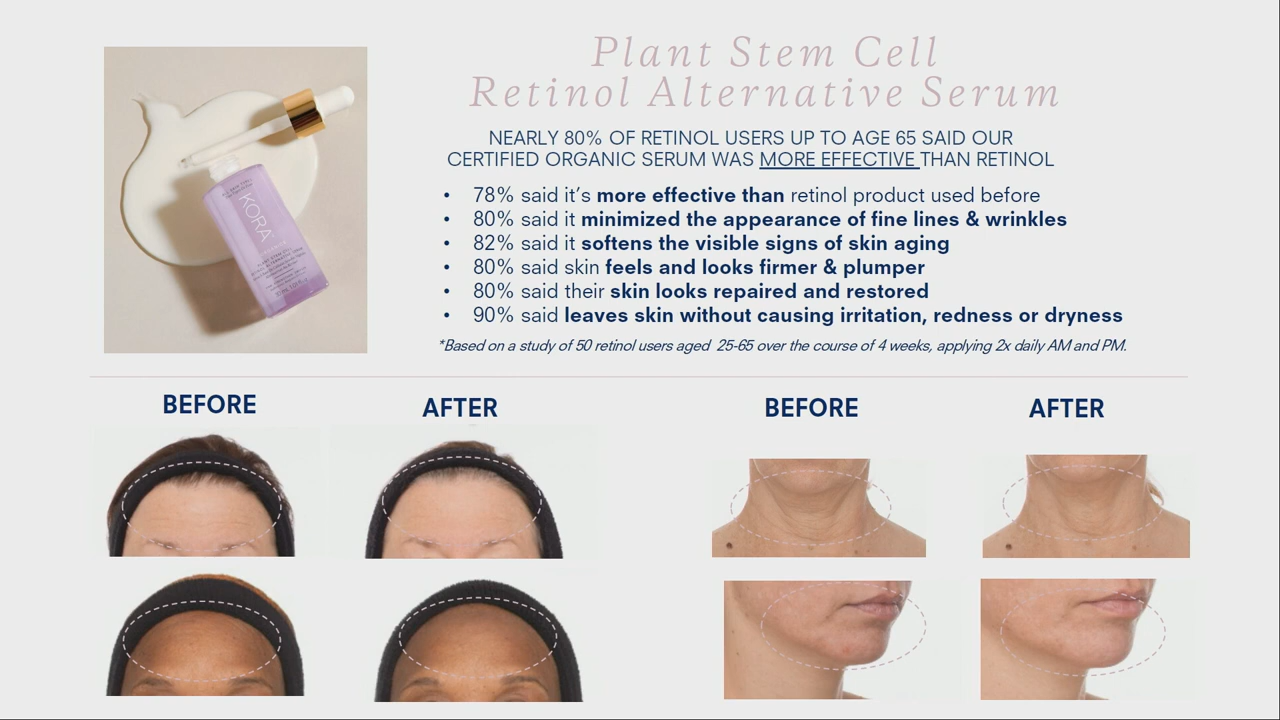 Plant Stem Cell
Retinol Alternative Serum
NEARLY 80% OF RETINOL USERS UP TO AGE 65 SAID OUR
CERTIFIED ORGANIC SERUM WAS MORE EFFECTIVE THAN RETINOL
• 78% said it’s more effective than retinol product used before
• 80% said it minimized the appearance of fine lines & wrinkles
• 82% said it softens the visible signs of skin aging
• 80% said skin feels and looks firmer & plumper
• 80% said their skin looks repaired and restored
• 90% said leaves skin without causing irritation, redness or dryness
*Based on a study of 50 retinol users aged 25-65 over the course of 4 weeks, applying 2x daily AM and PM.
KORA
BEFORE AFTER BEFORE AFTER